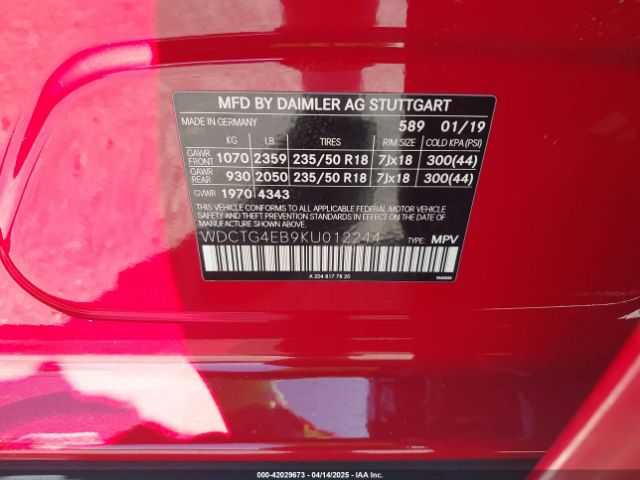 MFD BY DAIMLER AG STUTTGART
MADE IN GERMANY 589 01/19
KG LB TIRES RIM SIZE COLD KPA(PSI)
GAWR FRONT 1070 2359 235/50 R18 7Jx18 300(44)
GAWR REAR 930 2050 235/50 R18 7Jx18 300(44)
GVWR 1970 4343
THIS VEHICLE CONFORMS TO ALL APPLICABLE FEDERAL MOTOR VEHICLE
SAFETY AND THEFT PREVENTION STANDARDS IN EFFECT ON THE DATE OF
MANUFACTURE SHOWN ABOVE.
WDCTG4EB9KU012244 TYPE: MPV
A 204 817 76 20
000-42029673 - 04/14/2025 - IAAI.COM